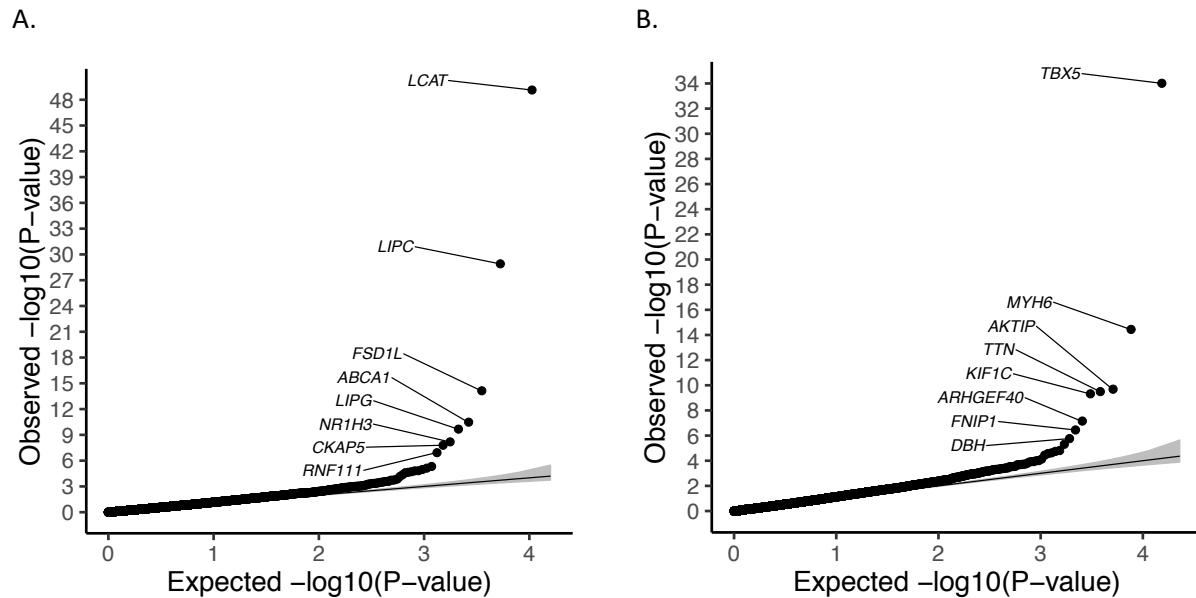 A.
Observed −log10(P−value)
48
45
42
39
36
33
30
27
24
21
18
15
12
9
6
3
0
LCAT
LIPC
FSD1L
ABCA1
LIPG
NR1H3
CKAP5
RNF111
0 1 2 3 4
Expected −log10(P−value)
B.
Observed −log10(P−value)
34
32
30
28
26
24
22
20
18
16
14
12
10
8
6
4
2
0
TBX5
MYH6
AKTIP
TTN
KIF1C
ARHGEF40
FNIP1
DBH
0 1 2 3 4
Expected −log10(P−value)